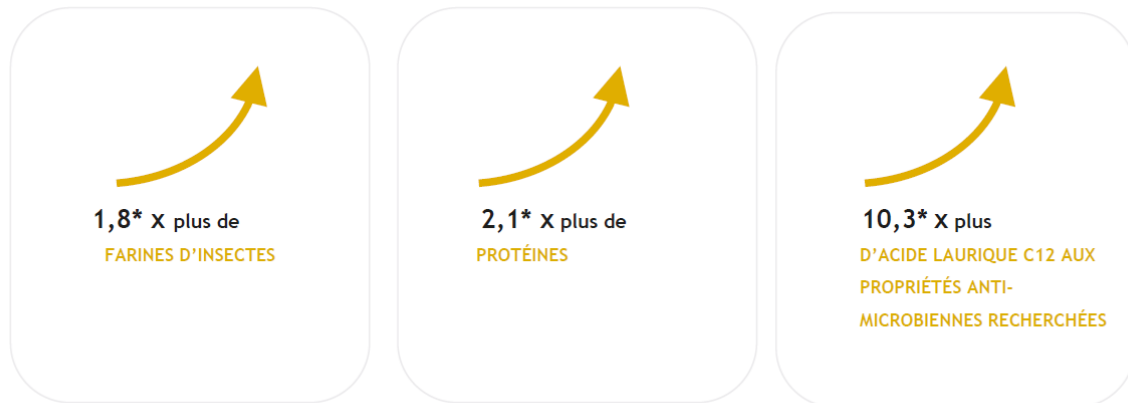 1,8* x plus de
FARINES D'INSECTES
2,1* x plus de
PROTÉINES
10,3* x plus
D'ACIDE LAURIQUE C12 AUX
PROPRIÉTÉS ANTI-
MICROBIENNES RECHERCHÉES